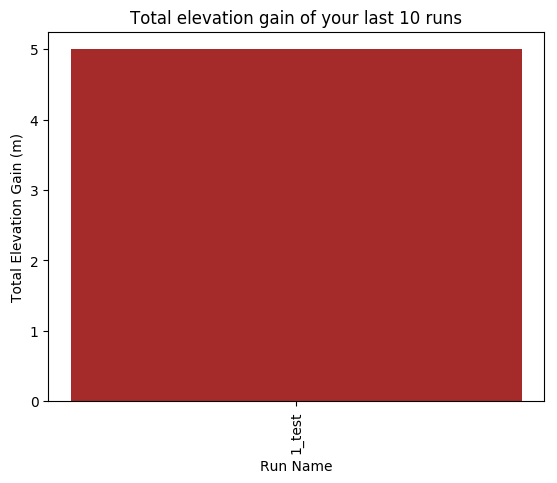 Total elevation gain of your last 10 runs
Total Elevation Gain (m)
5
4
3
2
1
0
1_test
Run Name